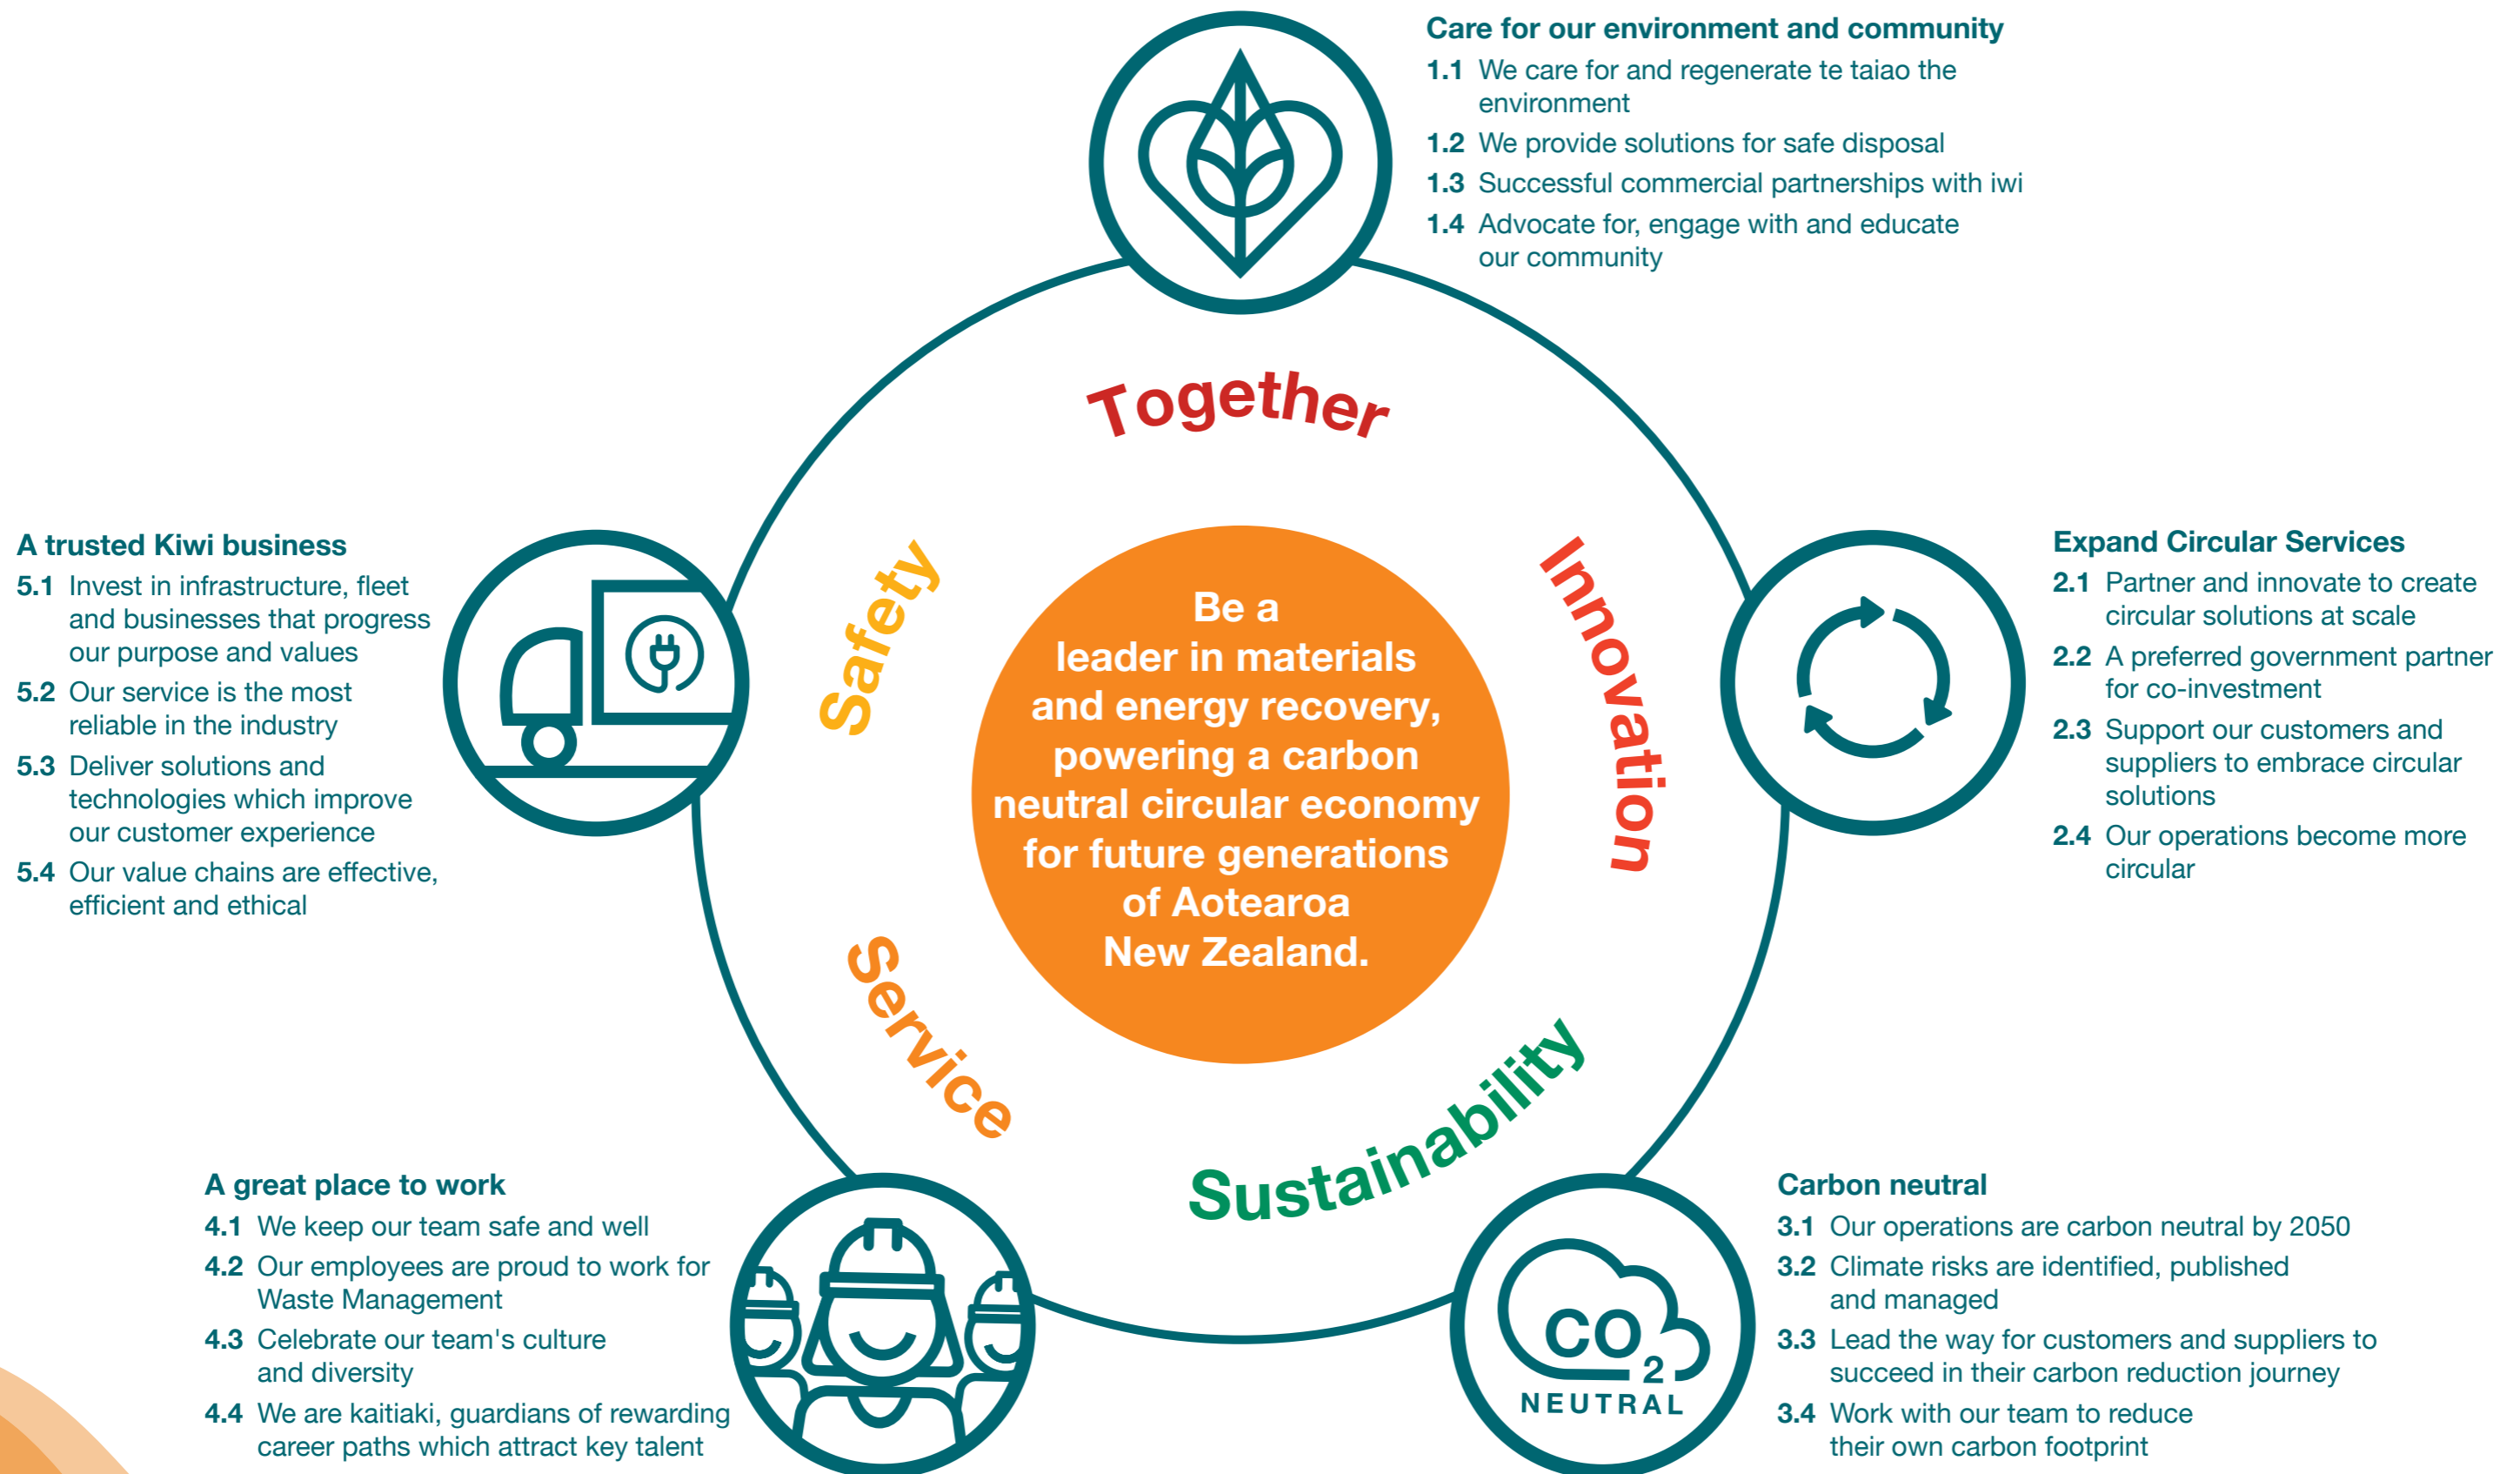 Care for our environment and community
1.1 We care for and regenerate te taiao the
environment
1.2 We provide solutions for safe disposal
1.3 Successful commercial partnerships with iwi
1.4 Advocate for, engage with and educate
our community
Together
Innovation
Sustainability
Service
Safety
Be a
leader in materials
and energy recovery,
powering a carbon
neutral circular economy
for future generations
of Aotearoa
New Zealand.
Expand Circular Services
2.1 Partner and innovate to create
circular solutions at scale
2.2 A preferred government partner
for co-investment
2.3 Support our customers and
suppliers to embrace circular
solutions
2.4 Our operations become more
circular
Carbon neutral
3.1 Our operations are carbon neutral by 2050
3.2 Climate risks are identified, published
and managed
3.3 Lead the way for customers and suppliers to
succeed in their carbon reduction journey
3.4 Work with our team to reduce
their own carbon footprint
CO2
NEUTRAL
A great place to work
4.1 We keep our team safe and well
4.2 Our employees are proud to work for
Waste Management
4.3 Celebrate our team's culture
and diversity
4.4 We are kaitiaki, guardians of rewarding
career paths which attract key talent
A trusted Kiwi business
5.1 Invest in infrastructure, fleet
and businesses that progress
our purpose and values
5.2 Our service is the most
reliable in the industry
5.3 Deliver solutions and
technologies which improve
our customer experience
5.4 Our value chains are effective,
efficient and ethical